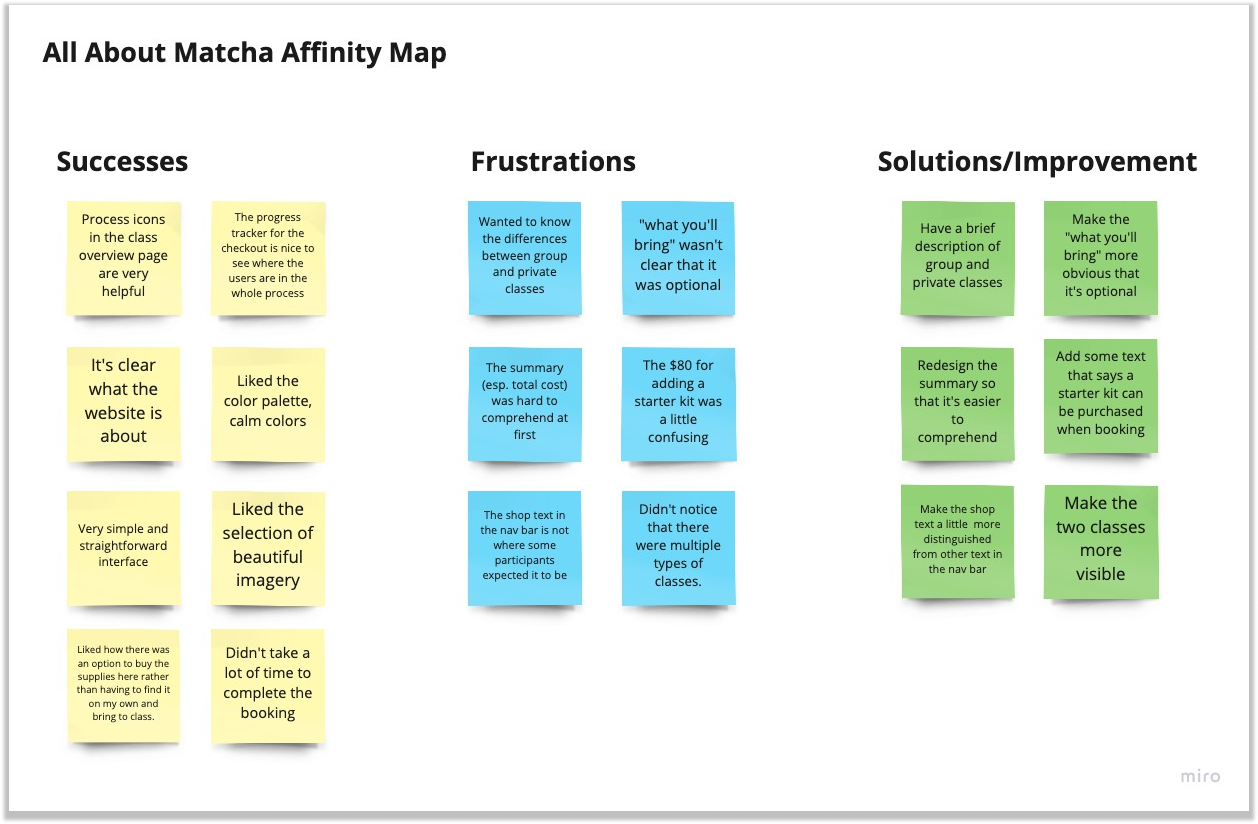 All About Matcha Affinity Map
Successes
Process icons
in the class
overview page
are very
helpful
The progress
tracker for the
checkout is nice to
see where the
users are in the
whole process
It's clear
what the
website is
about
Liked the
color palette,
calm colors
Very simple and
straightforward
interface
Liked the
selection of
beautiful
imagery
Liked how there was
an option to buy the
supplies here rather
than having to find it
on my own and
bring to class.
Didn't take a
lot of time to
complete the
booking
Frustrations
Wanted to know
the differences
between group
and private
classes
"what you'll
bring" wasn't
clear that it
was optional
The summary
(esp. total cost)
was hard to
comprehend at
first
The $80 for
adding a
starter kit was
a little
confusing
The shop text in
the nav bar is not
where some
participants
expected it to be
Didn't notice
that there
were multiple
types of
classes.
Solutions/Improvement
Have a brief
description of
group and
private classes
Make the
"what you'll
bring" more
obvious that
it's optional
Redesign the
summary so
that it's easier
to
comprehend
Add some text
that says a
starter kit can
be purchased
when booking
Make the shop
text a little more
distinguished
from other text in
the nav bar
Make the
two classes
more
visible
miro